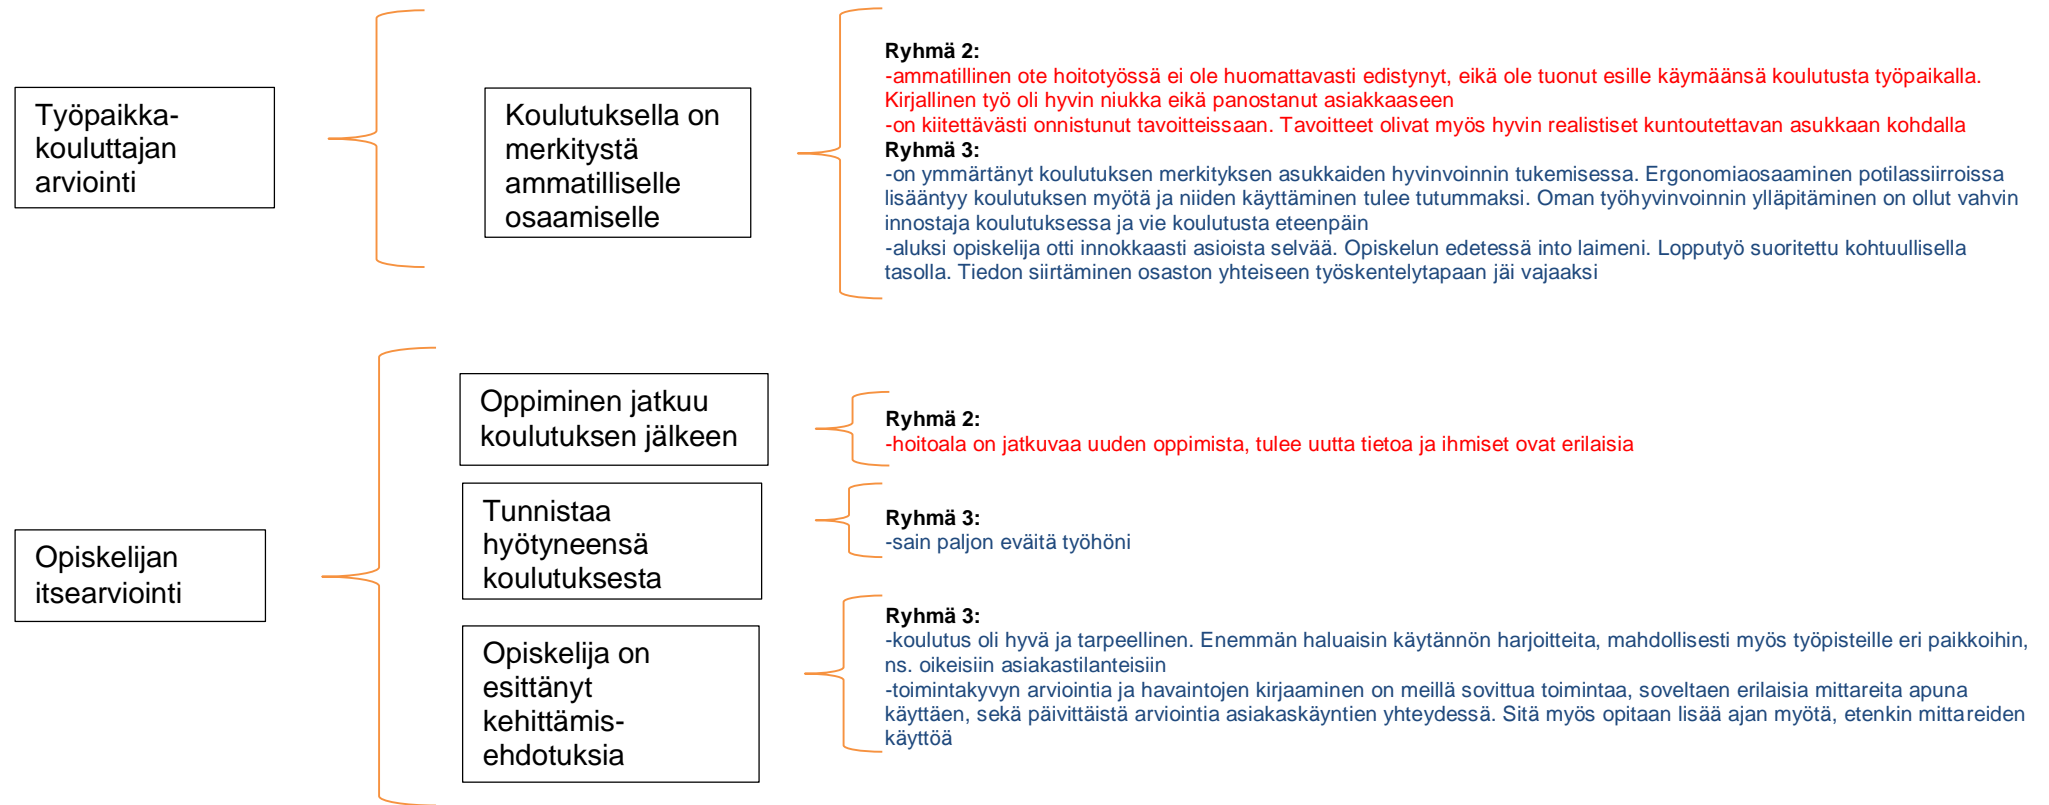 Työpaikka-
kouluttajan
arviointi
Koulutuksella on
merkitystä
ammatilliselle
osaamiselle
Ryhmä 2:
-ammatillinen ote hoitotyössä ei ole huomattavasti edistynyt, eikä ole tuonut esille käymäänsä koulutusta työpaikalla.
Kirjallinen työ oli hyvin niukka eikä panostanut asiakkaaseen
-on kiitettävästi onnistunut tavoitteissaan. Tavoitteet olivat myös hyvin realistiset kuntoutettavan asukkaan kohdalla
Ryhmä 3:
-on ymmärtänyt koulutuksen merkityksen asukkaiden hyvinvoinnin tukemisessa. Ergonomiaosaaminen potilassiirroissa
lisääntyy koulutuksen myötä ja niiden käyttäminen tulee tutummaksi. Oman työhyvinvoinnin ylläpitäminen on ollut vahvin
innostaja koulutuksessa ja vie koulutusta eteenpäin
-aluksi opiskelija otti innokkaasti asioista selvää. Opiskelun edetessä into laimeni. Lopputyö suoritettu kohtuullisella
tasolla. Tiedon siirtäminen osaston yhteiseen työskentelytapaan jäi vajaaksi
Opiskelijan
itsearviointi
Oppiminen jatkuu
koulutuksen jälkeen
Ryhmä 2:
-hoitoala on jatkuvaa uuden oppimista, tulee uutta tietoa ja ihmiset ovat erilaisia
Tunnistaa
hyötyneensä
koulutuksesta
Ryhmä 3:
-sain paljon eväitä työhöni
Opiskelija on
esittänyt
kehittämis-
ehdotuksia
Ryhmä 3:
-koulutus oli hyvä ja tarpeellinen. Enemmän haluaisin käytännön harjoitteita, mahdollisesti myös työpisteille eri paikkoihin,
ns. oikeisiin asiakastilanteisiin
-toimintakyvyn arviointia ja havaintojen kirjaaminen on meillä sovittua toimintaa, soveltaen erilaisia mittareita apuna
käyttäen, sekä päivittäistä arviointia asiakaskäyntien yhteydessä. Sitä myös opitaan lisää ajan myötä, etenkin mittareiden
käyttöä